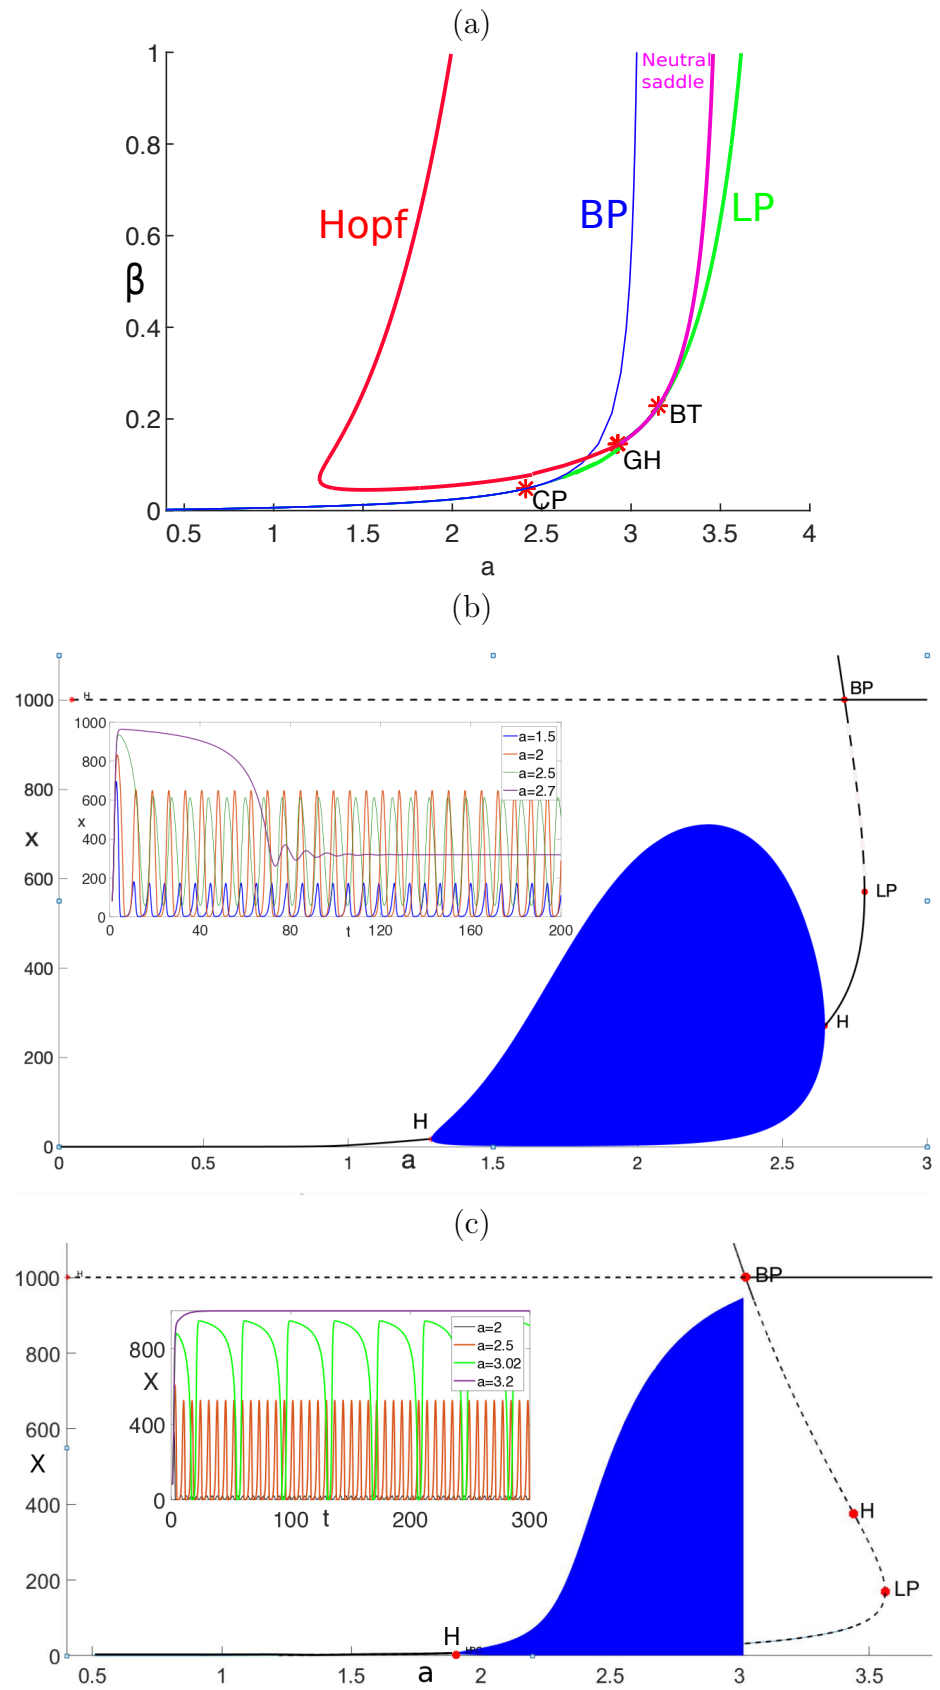 (a)
1
Neutral
saddle
0.8
Hopf
BP
LP
0.6
β
0.4
0.2
BT
GH
CP
0
0.5 1 1.5 2 2.5 3 3.5 4
a
(b)
1000
H
BP
1000
800
600
x
400
200
0
a=1.5
a=2
a=2.5
a=2.7
0 40 80 t 120 160 200
800
X
600
LP
400
H
200
H
0
0 0.5 1 a 1.5 2 2.5 3
(c)
1000
H
BP
800
X
400
0
a=2
a=2.5
a=3.02
a=3.2
0 100 t 200 300
800
600
X
400
H
200
LP
H
0
0.5 1 1.5 a 2 2.5 3 3.5